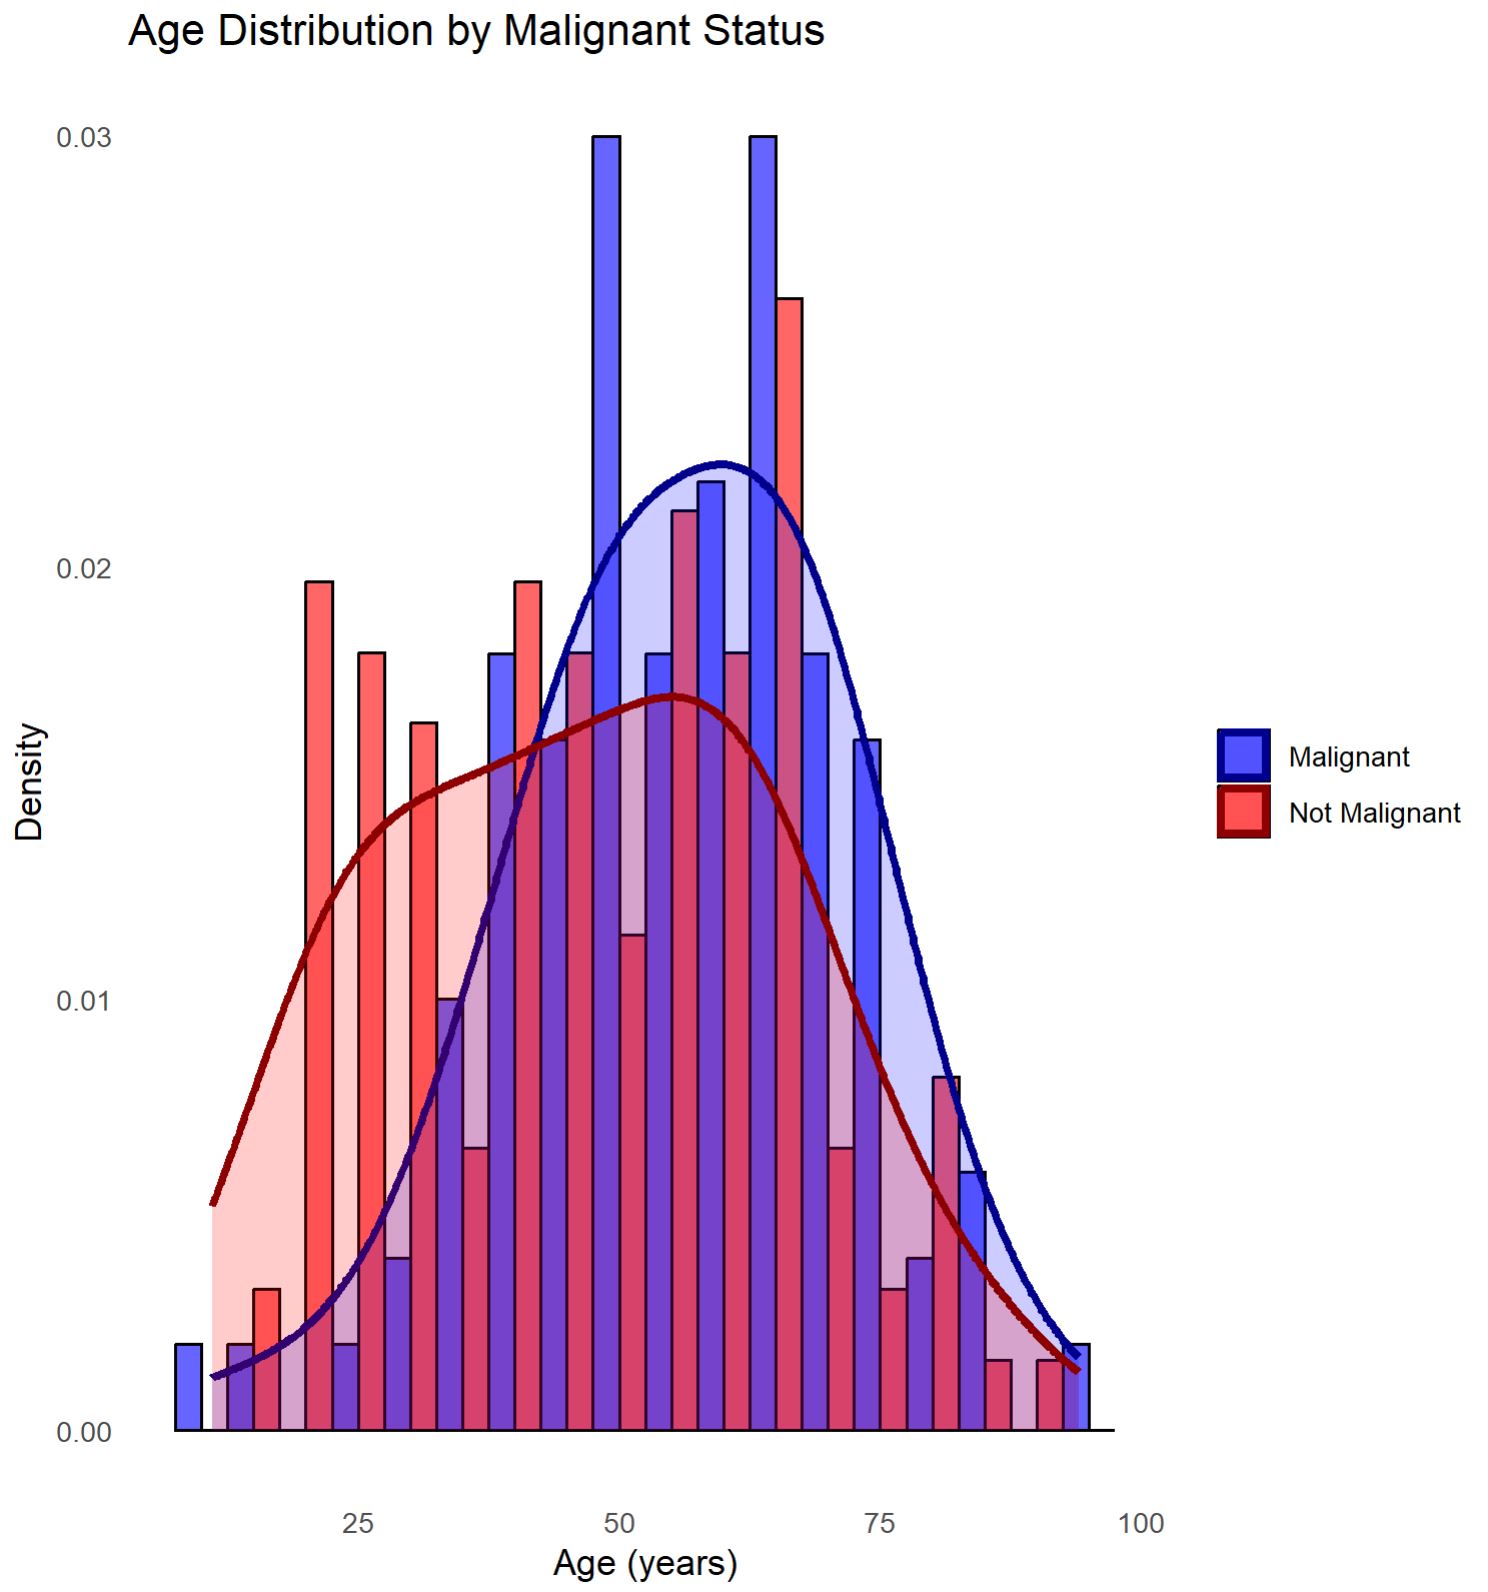 Age Distribution by Malignant Status
0.03
0.02
0.01
0.00
Density
25 50 75 100
Age (years)
Malignant
Not Malignant